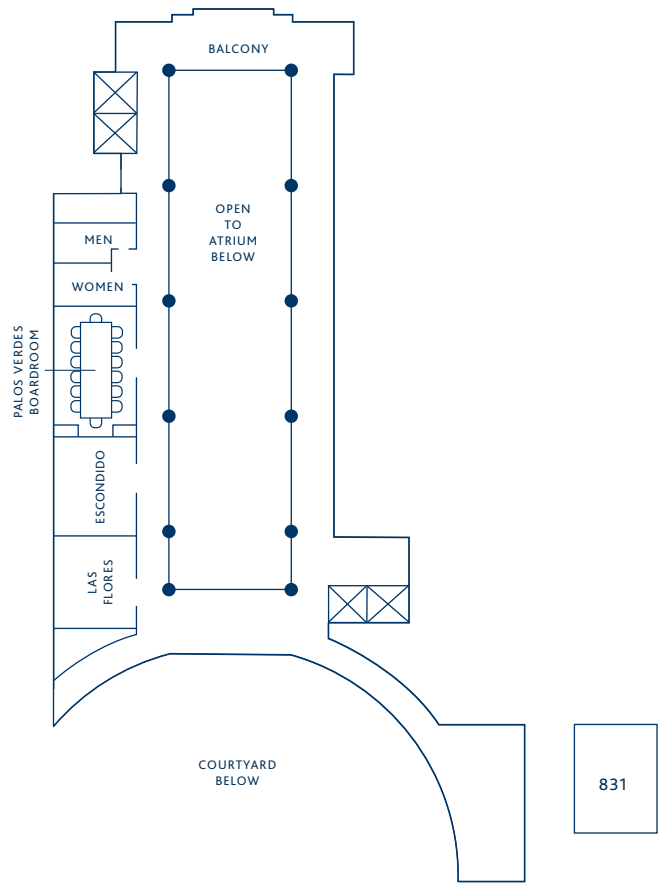 BALCONY
OPEN
TO
ATRIUM
BELOW
MEN
WOMEN
PALOS VERDES
BOARDROOM
ESCONDIDO
LAS
FLORES
COURTYARD
BELOW
831